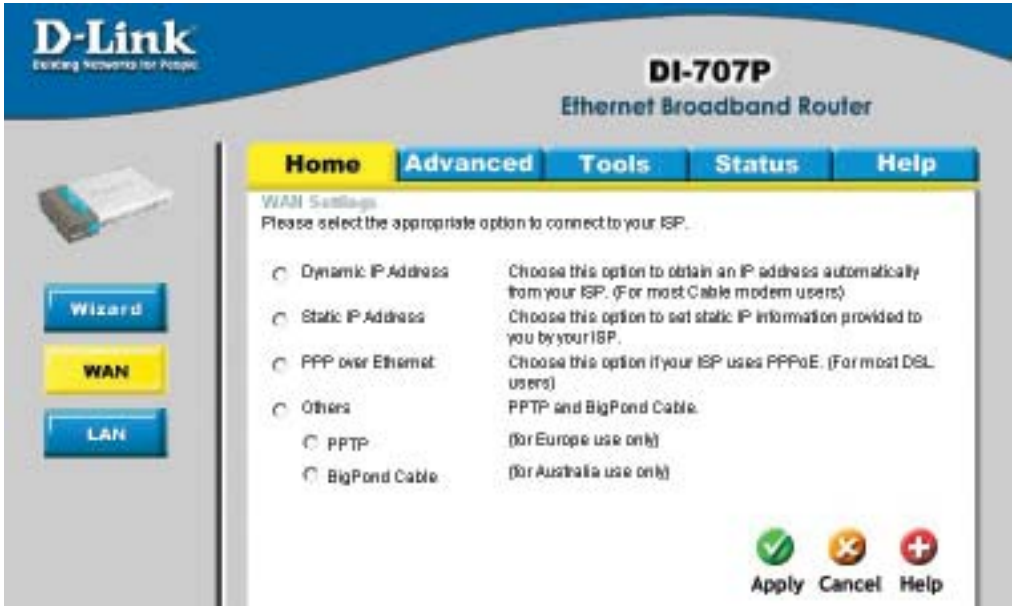 D-Link
Building Networks for People
DI-707P
Ethernet Broadband Router
Home
Advanced
Tools
Status
Help
WAN Settings
Please select the appropriate option to connect to your ISP.
Wizard
WAN
LAN
Dynamic IP Address
Choose this option to obtain an IP address automatically
from your ISP. (For most Cable modem users)
Static IP Address
Choose this option to set static IP information provided to
you by your ISP.
PPP over Ethernet
Choose this option if your ISP uses PPPoE. (For most DSL
users)
Others
PPTP and BigPond Cable.
PPTP
(for Europe use only)
BigPond Cable
(for Australia use only)
Apply
Cancel
Help